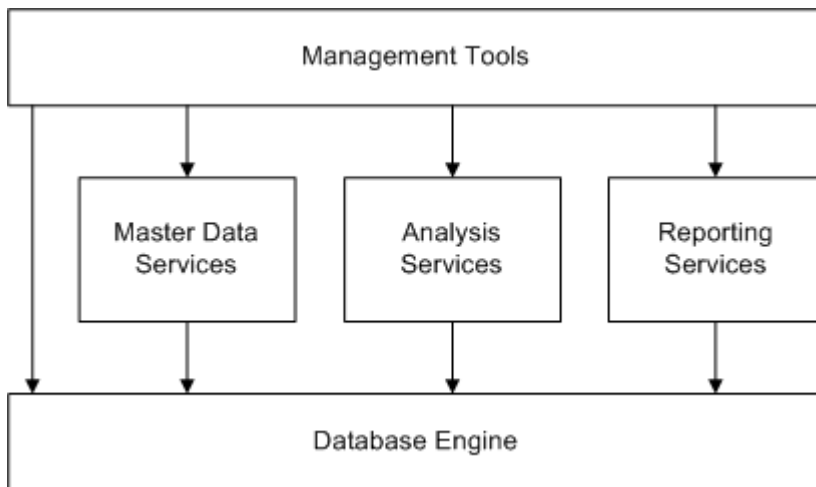 Management Tools
Master Data
Services
Analysis
Services
Reporting
Services
Database Engine